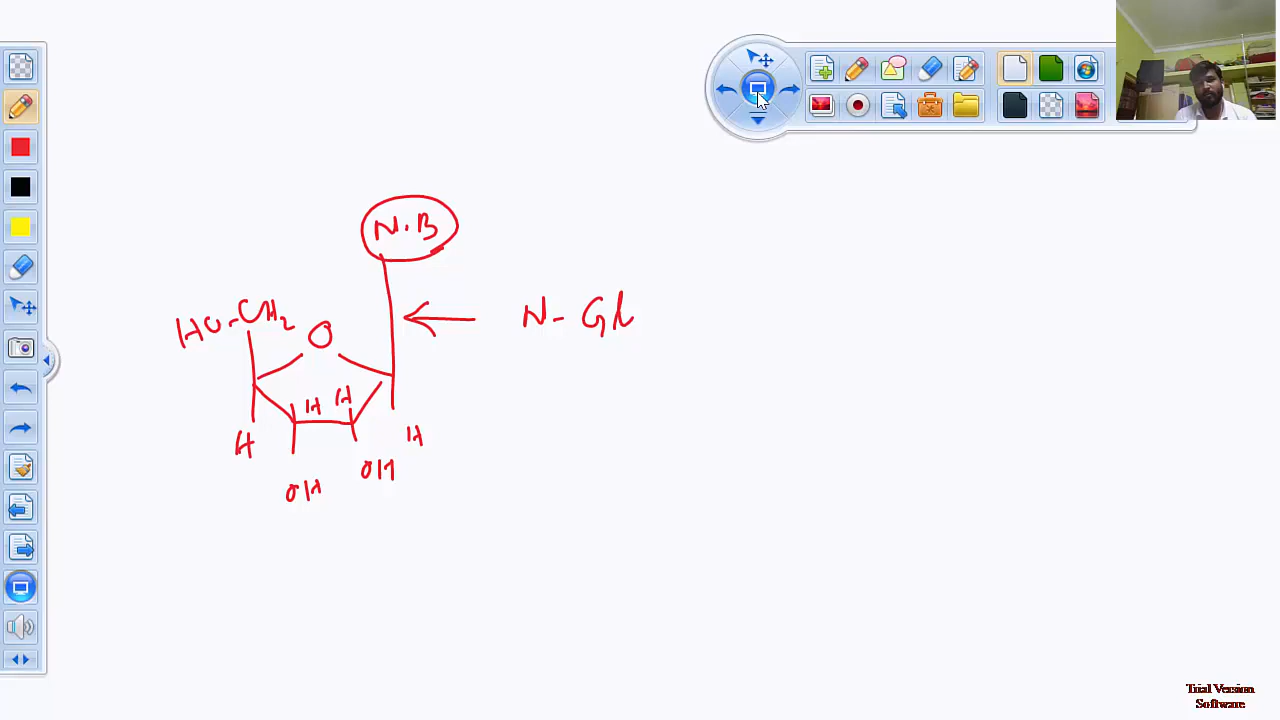 N.B
HO-CH2
O
N- Gl
H
H
H
H
OH
OH
Trial Version
Software